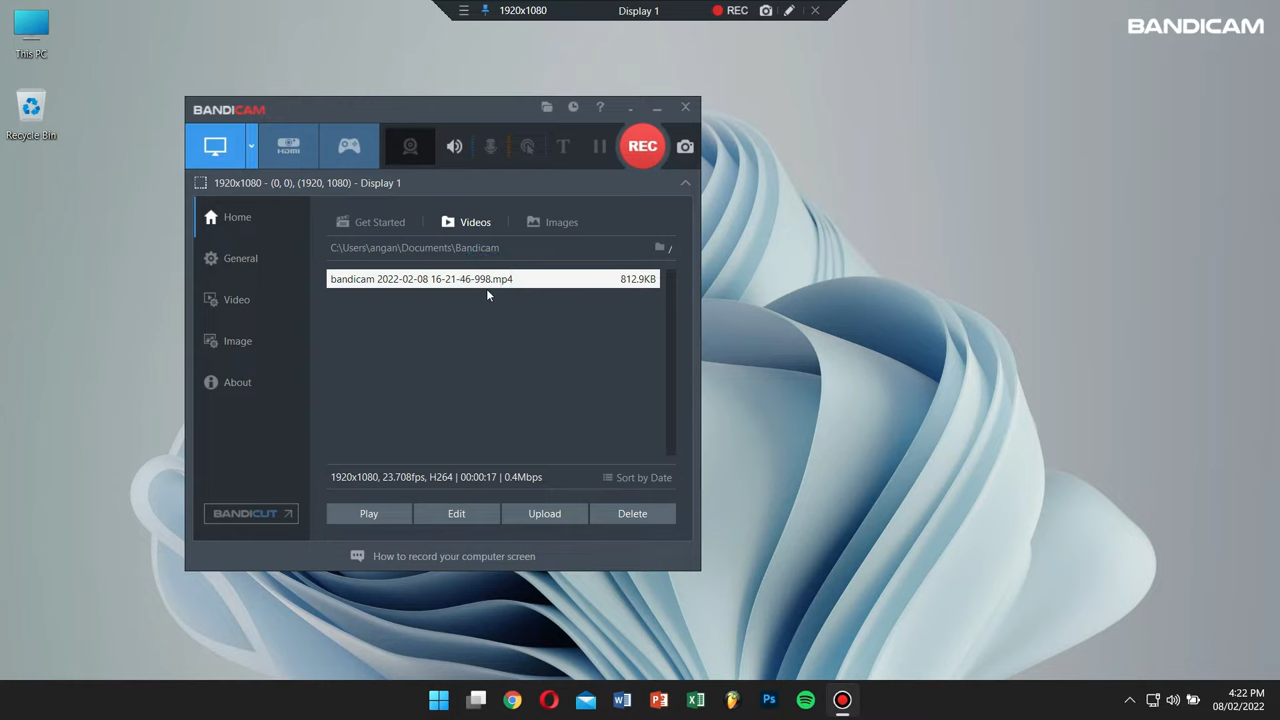 1920x1080
Display 1
REC
BANDICAM
This PC
Recycle Bin
BANDICAM
?
HDMI
T
REC
1920x1080 - (0, 0), (1920, 1080) - Display 1
Home
General
Video
Image
About
BANDICUT
Get Started
Videos
Images
C:\Users\angan\Documents\Bandicam
/
bandicam 2022-02-08 16-21-46-998.mp4 812.9KB
1920x1080, 23.708fps, H264 | 00:00:17 | 0.4Mbps
Sort by Date
Play
Edit
Upload
Delete
How to record your computer screen
Ps
4:22 PM
08/02/2022